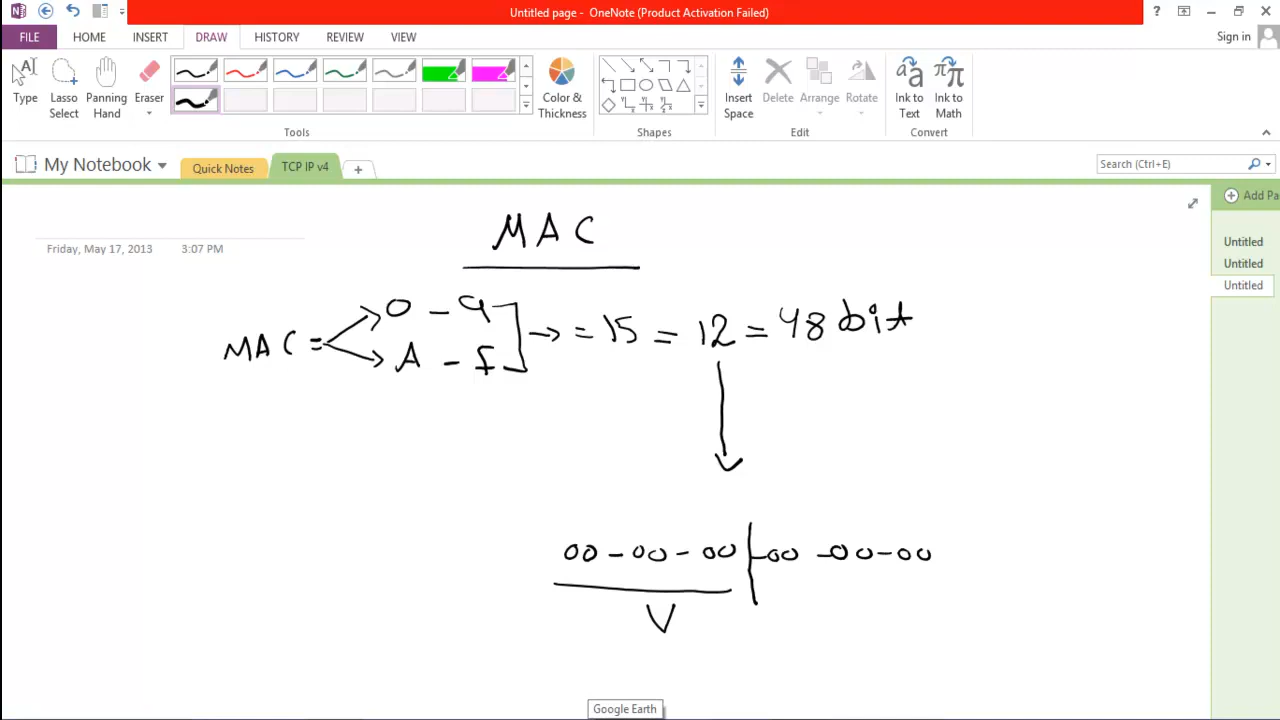 Untitled page - OneNote (Product Activation Failed)
?
FILE HOME INSERT DRAW HISTORY REVIEW VIEW
Sign in
Type
Lasso Select
Panning Hand
Eraser
Color & Thickness
Insert Space
Delete
Arrange
Rotate
Ink to Text
Ink to Math
Tools
Shapes
Edit
Convert
My Notebook
Quick Notes
TCP IP v4
Search (Ctrl+E)
Add Pa
Untitled
Untitled
Untitled
Friday, May 17, 2013 3:07 PM
MAC
MAC = 0 - 9
A - f
→ = 15 = 12 = 48 bit
00 - 00 - 00 - 00 - 00 - 00
V
Google Earth